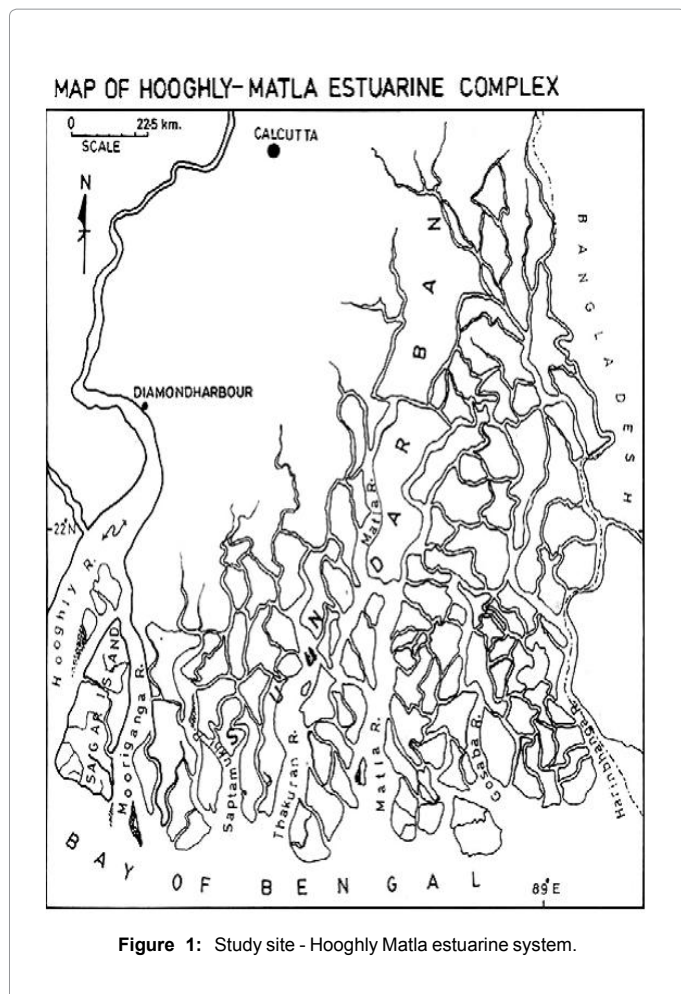 MAP OF HOOGHLY-MATLA ESTUARINE COMPLEX
0 22·5 km.
SCALE
CALCUTTA
N
BANGLADESH
DIAMONDHARBOUR
SUNDARBAN
Matla R.
22°N
Hooghly R.
SAGAR ISLAND
Mooriganga R.
Saptamukhi R.
Thakuran R.
Matla R.
Gosaba R.
Harinbhanga R.
BAY OF BENGAL
89°E
Figure 1: Study site - Hooghly Matla estuarine system.